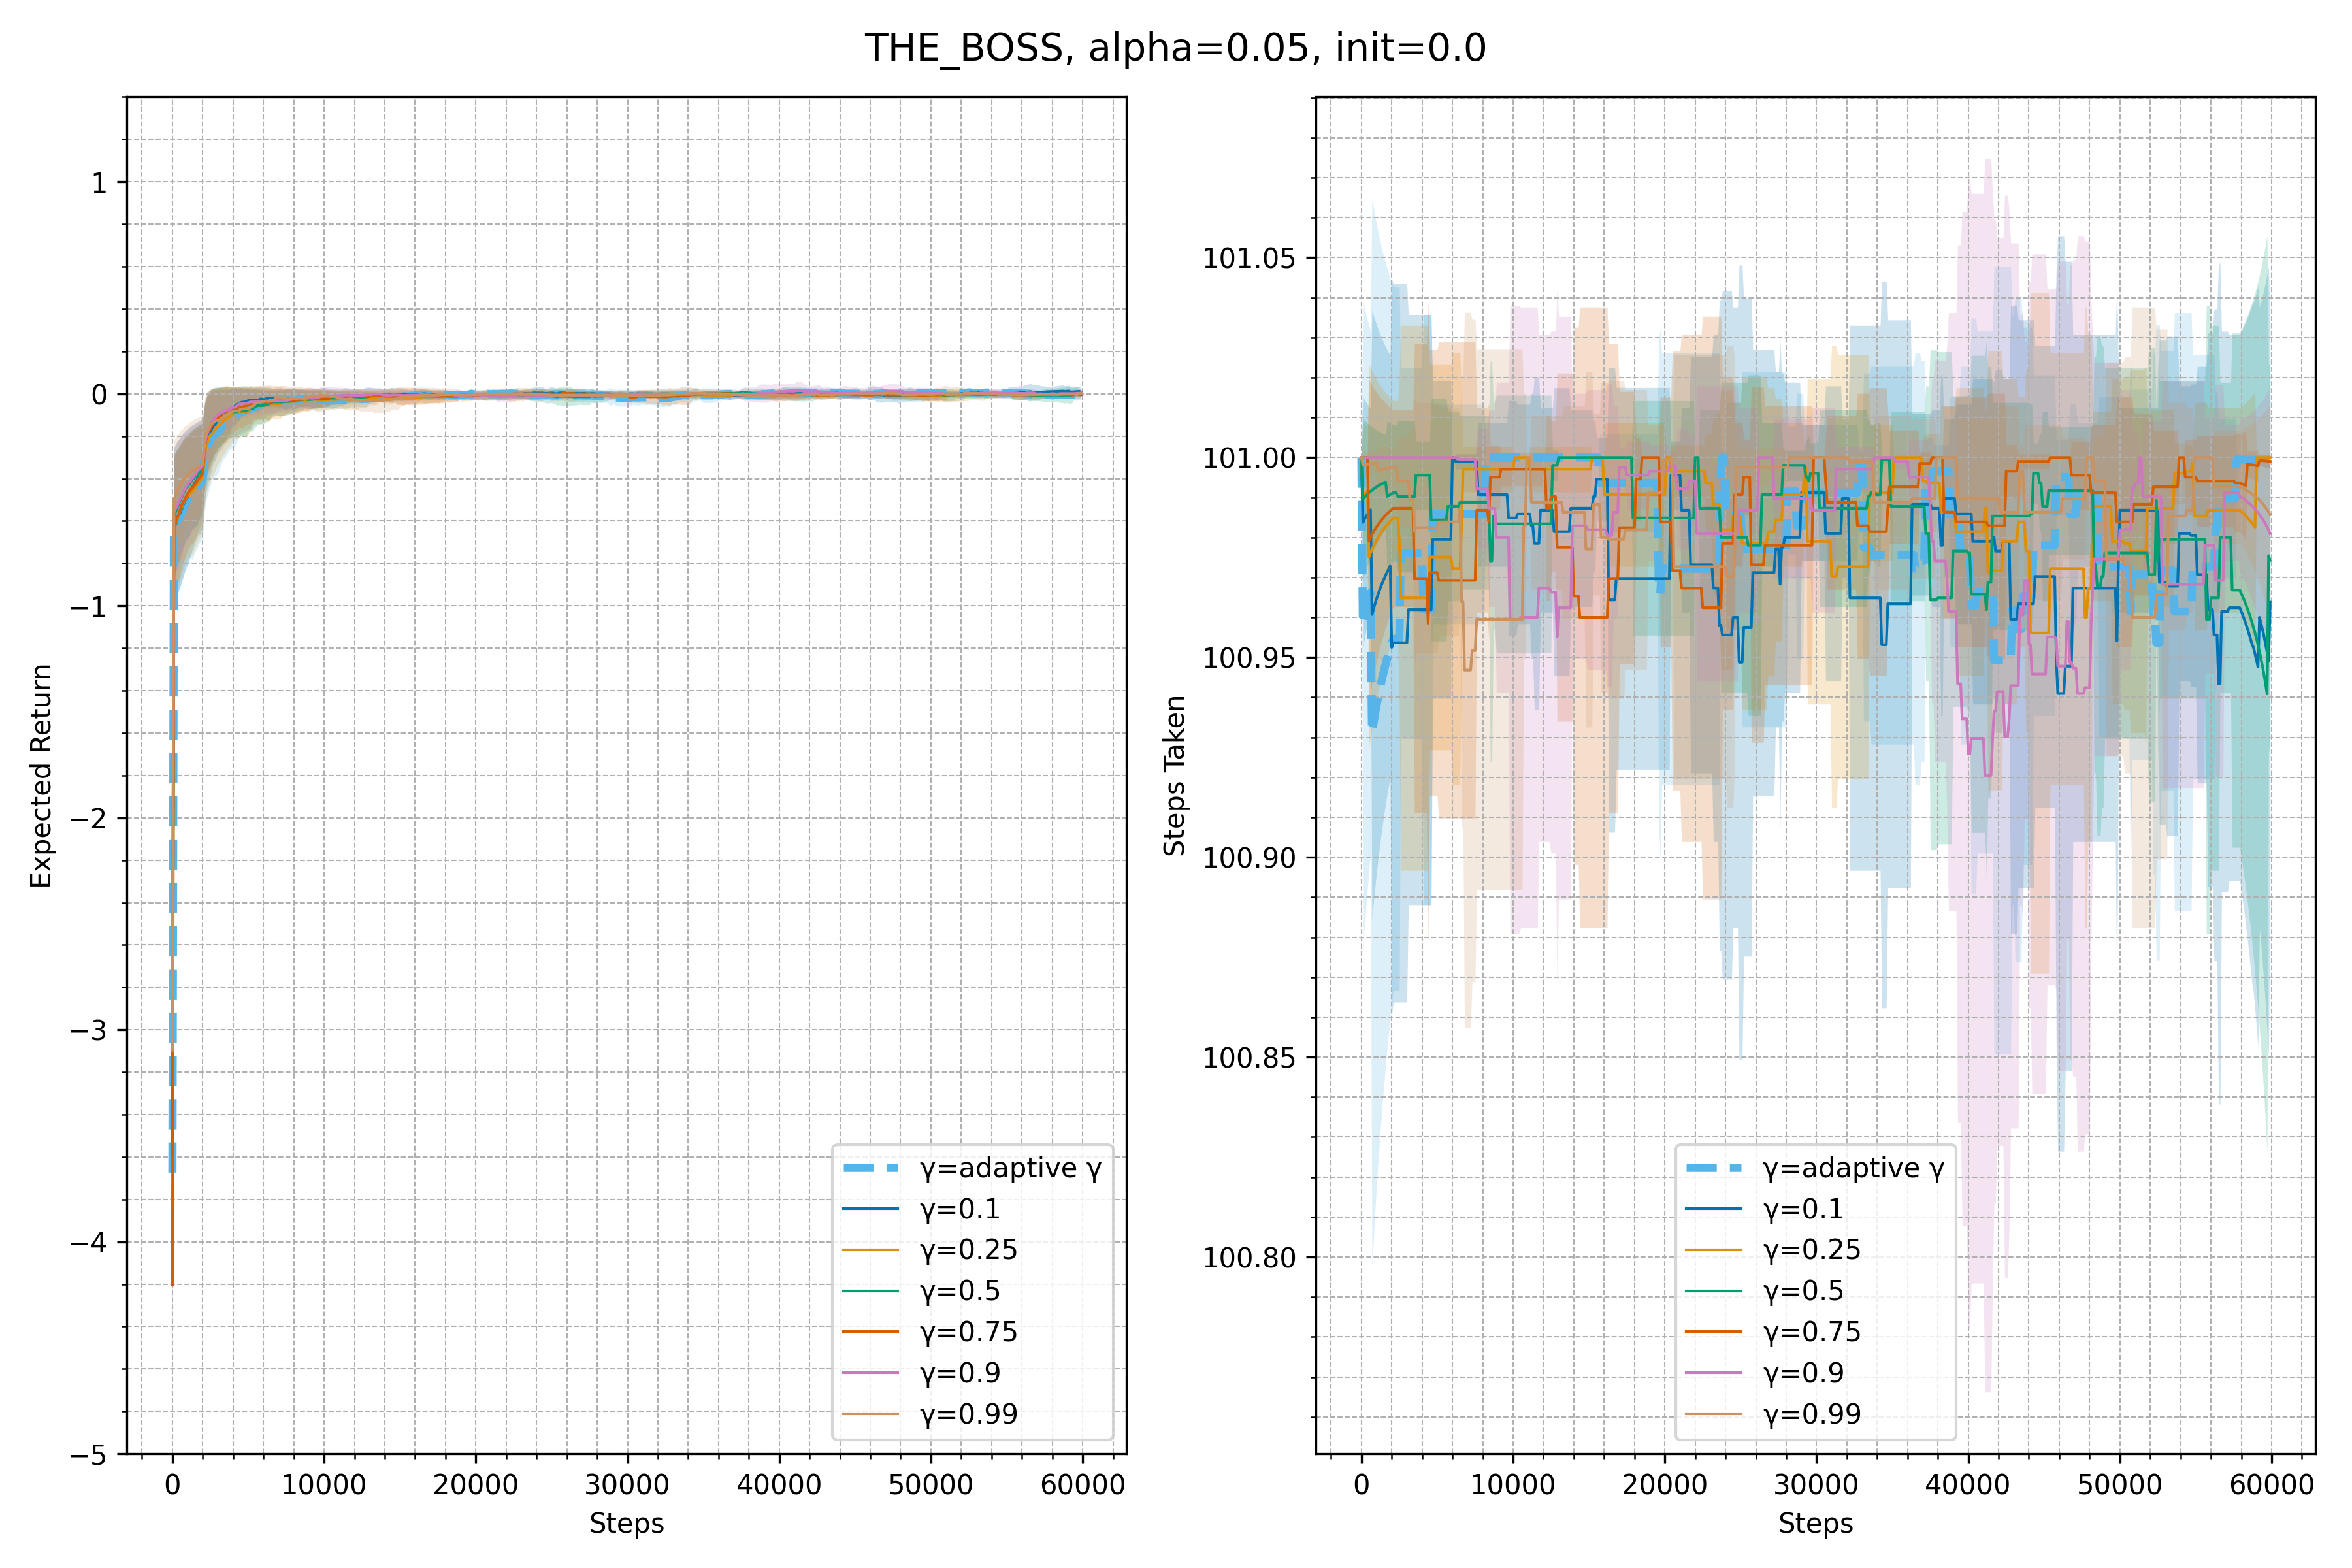 THE_BOSS, alpha=0.05, init=0.0
Expected Return
1
0
−1
−2
−3
−4
−5
0 10000 20000 30000 40000 50000 60000
Steps
γ=adaptive γ
γ=0.1
γ=0.25
γ=0.5
γ=0.75
γ=0.9
γ=0.99
Steps Taken
101.05
101.00
100.95
100.90
100.85
100.80
0 10000 20000 30000 40000 50000 60000
Steps
γ=adaptive γ
γ=0.1
γ=0.25
γ=0.5
γ=0.75
γ=0.9
γ=0.99